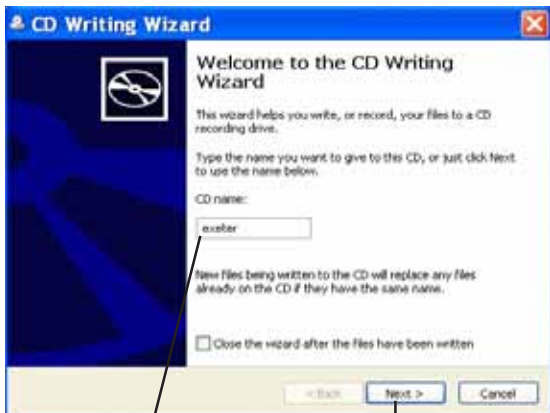 CD Writing Wizard
Welcome to the CD Writing
Wizard
This wizard helps you write, or record, your files to a CD
recording drive.
Type the name you want to give to this CD, or just click Next
to use the name below.
CD name:
exeter
New files being written to the CD will replace any files
already on the CD if they have the same name.
Close the wizard after the files have been written
< Back Next > Cancel